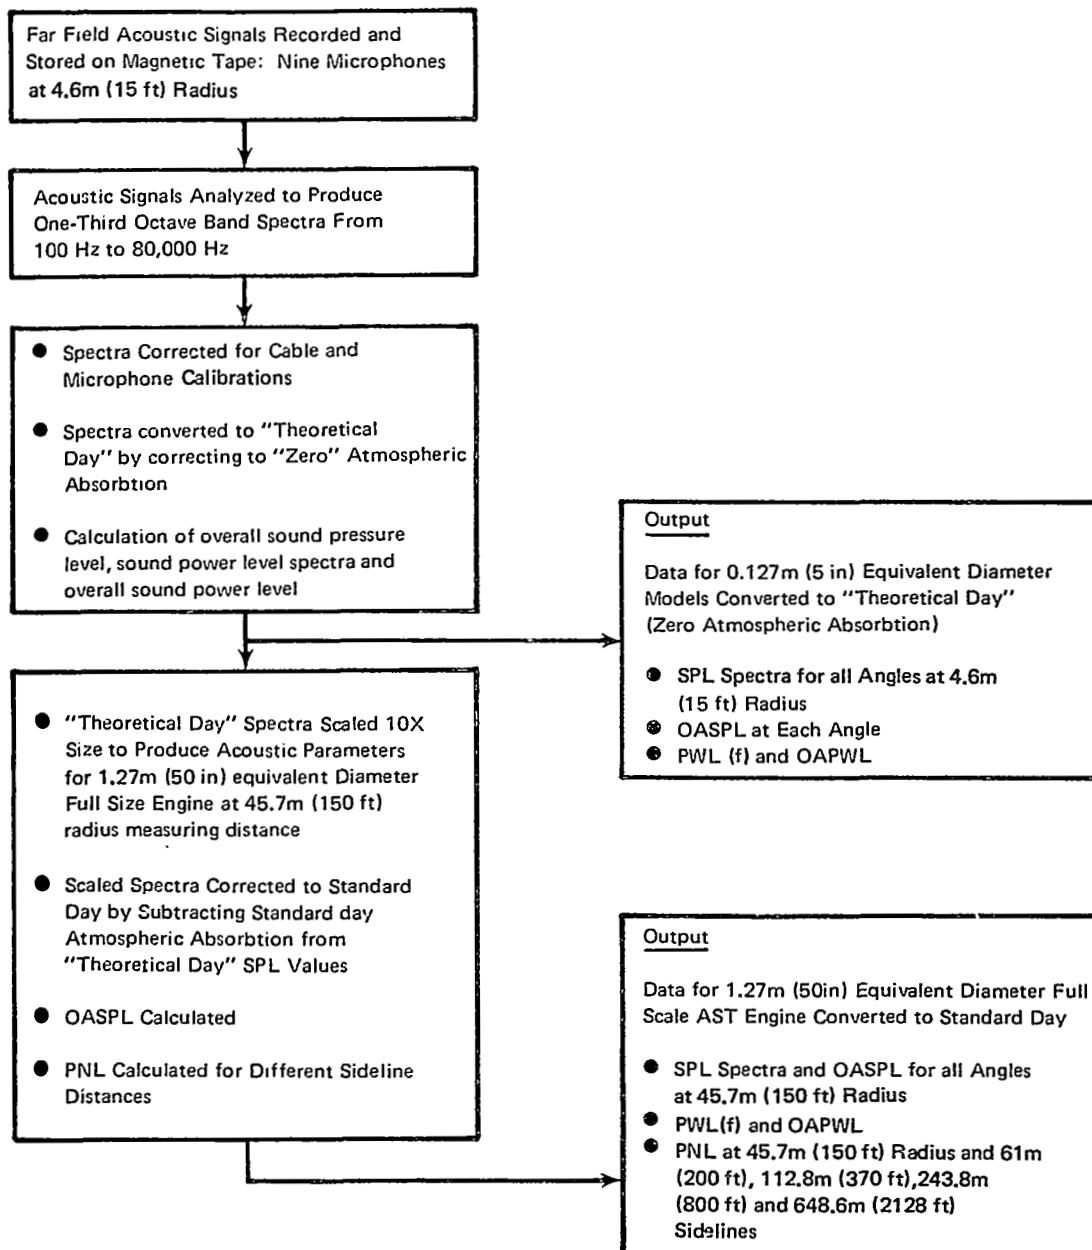 Far Field Acoustic Signals Recorded and
Stored on Magnetic Tape: Nine Microphones
at 4.6m (15 ft) Radius
Acoustic Signals Analyzed to Produce
One-Third Octave Band Spectra From
100 Hz to 80,000 Hz
● Spectra Corrected for Cable and
Microphone Calibrations
● Spectra converted to "Theoretical
Day" by correcting to "Zero" Atmospheric
Absorbtion
● Calculation of overall sound pressure
level, sound power level spectra and
overall sound power level
Output
Data for 0.127m (5 in) Equivalent Diameter
Models Converted to "Theoretical Day"
(Zero Atmospheric Absorbtion)
● SPL Spectra for all Angles at 4.6m
(15 ft) Radius
● OASPL at Each Angle
● PWL (f) and OAPWL
● "Theoretical Day" Spectra Scaled 10X
Size to Produce Acoustic Parameters
for 1.27m (50 in) equivalent Diameter
Full Size Engine at 45.7m (150 ft)
radius measuring distance
● Scaled Spectra Corrected to Standard
Day by Subtracting Standard day
Atmospheric Absorbtion from
"Theoretical Day" SPL Values
● OASPL Calculated
● PNL Calculated for Different Sideline
Distances
Output
Data for 1.27m (50in) Equivalent Diameter Full
Scale AST Engine Converted to Standard Day
● SPL Spectra and OASPL for all Angles
at 45.7m (150 ft) Radius
● PWL(f) and OAPWL
● PNL at 45.7m (150 ft) Radius and 61m
(200 ft), 112.8m (370 ft),243.8m
(800 ft) and 648.6m (2128 ft)
Sidelines